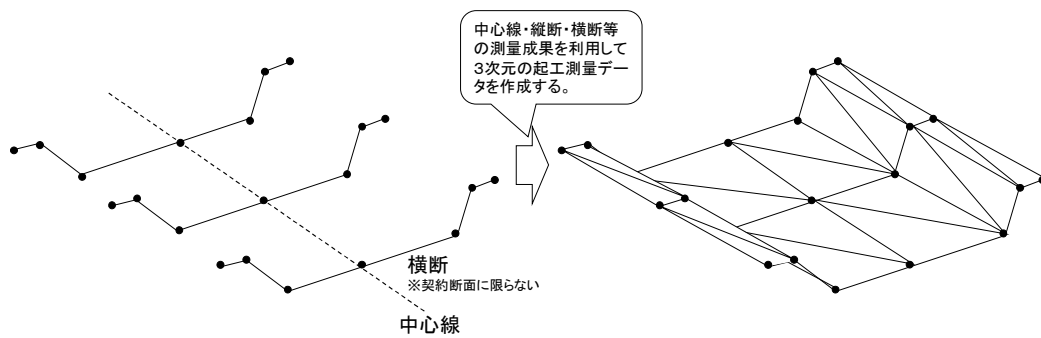 中心線・縦断・横断等
の測量成果を利用して
３次元の起工測量デー
タを作成する。
横断
※契約断面に限らない
中心線